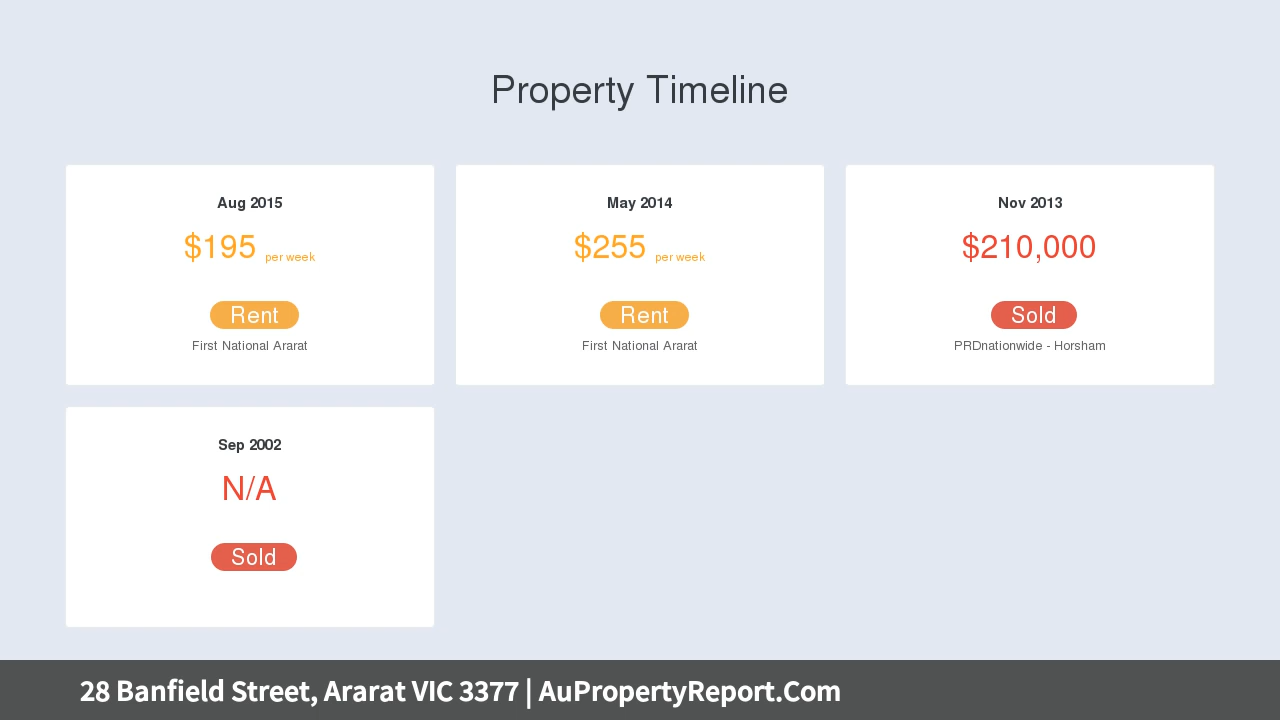 Property Timeline
Aug 2015
$195 per week
Rent
First National Ararat
May 2014
$255 per week
Rent
First National Ararat
Nov 2013
$210,000
Sold
PRDnationwide - Horsham
Sep 2002
N/A
Sold
28 Banfield Street, Ararat VIC 3377 | AuPropertyReport.Com